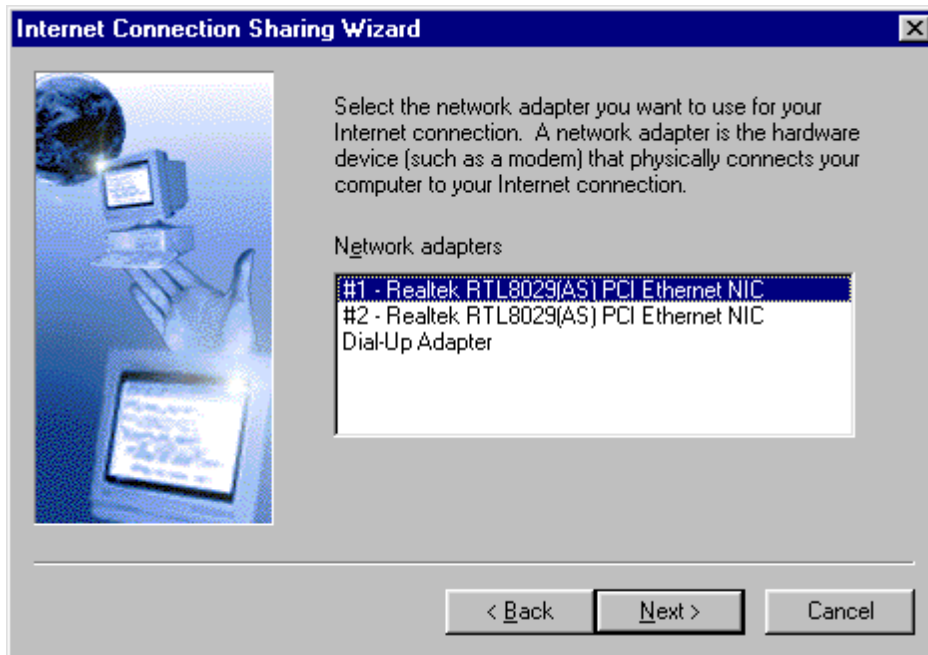 Internet Connection Sharing Wizard
Select the network adapter you want to use for your
Internet connection.  A network adapter is the hardware
device (such as a modem) that physically connects your
computer to your Internet connection.
Network adapters
#1 - Realtek RTL8029(AS) PCI Ethernet NIC
#2 - Realtek RTL8029(AS) PCI Ethernet NIC
Dial-Up Adapter
< Back
Next >
Cancel